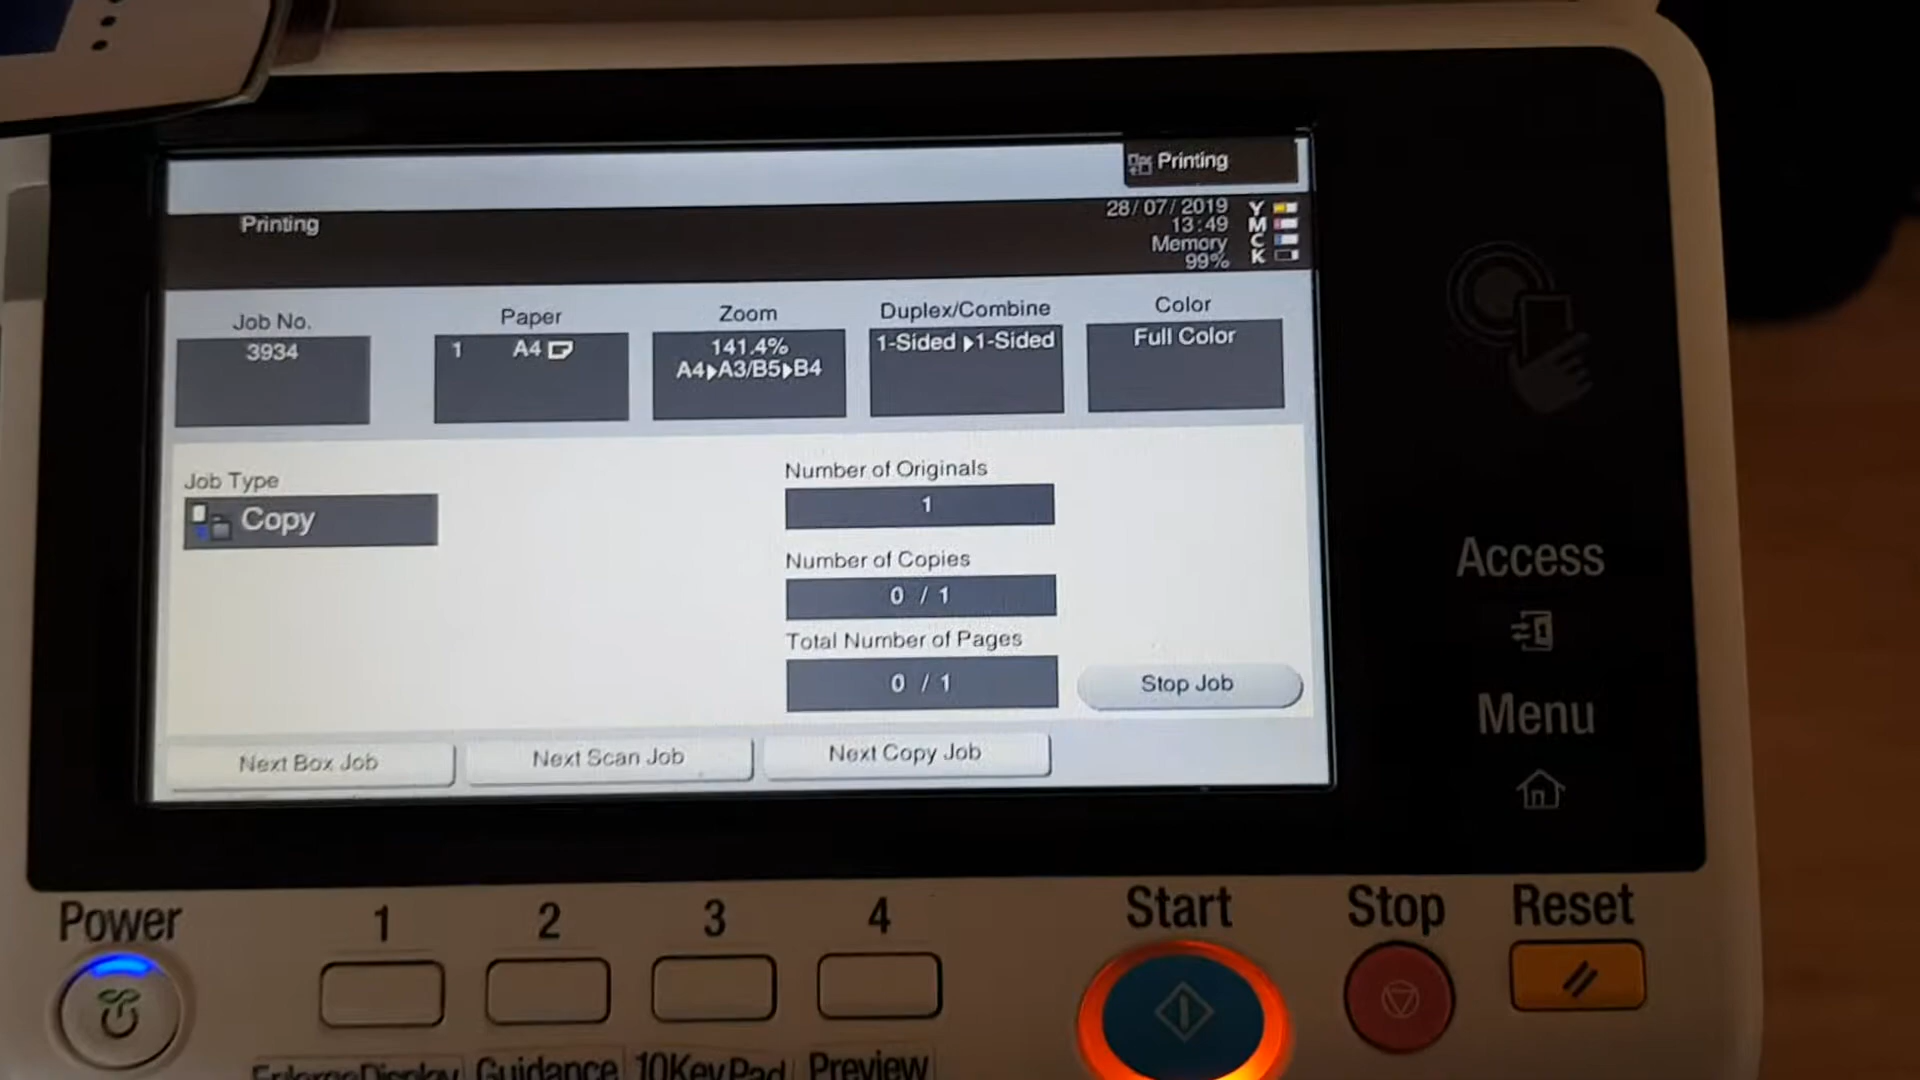 Printing
Printing
28/07/2019
13:49
Memory
99%
Y
M
C
K
Job No.
3934
Paper
1 A4
Zoom
141.4%
A4▶A3/B5▶B4
Duplex/Combine
1-Sided ▶1-Sided
Color
Full Color
Job Type
Copy
Number of Originals
1
Number of Copies
0 / 1
Total Number of Pages
0 / 1
Stop Job
Next Box Job
Next Scan Job
Next Copy Job
Access
Menu
Power
1
2
3
4
Start
Stop
Reset
EnlargeDisplay
Guidance
10KeyPad
Preview